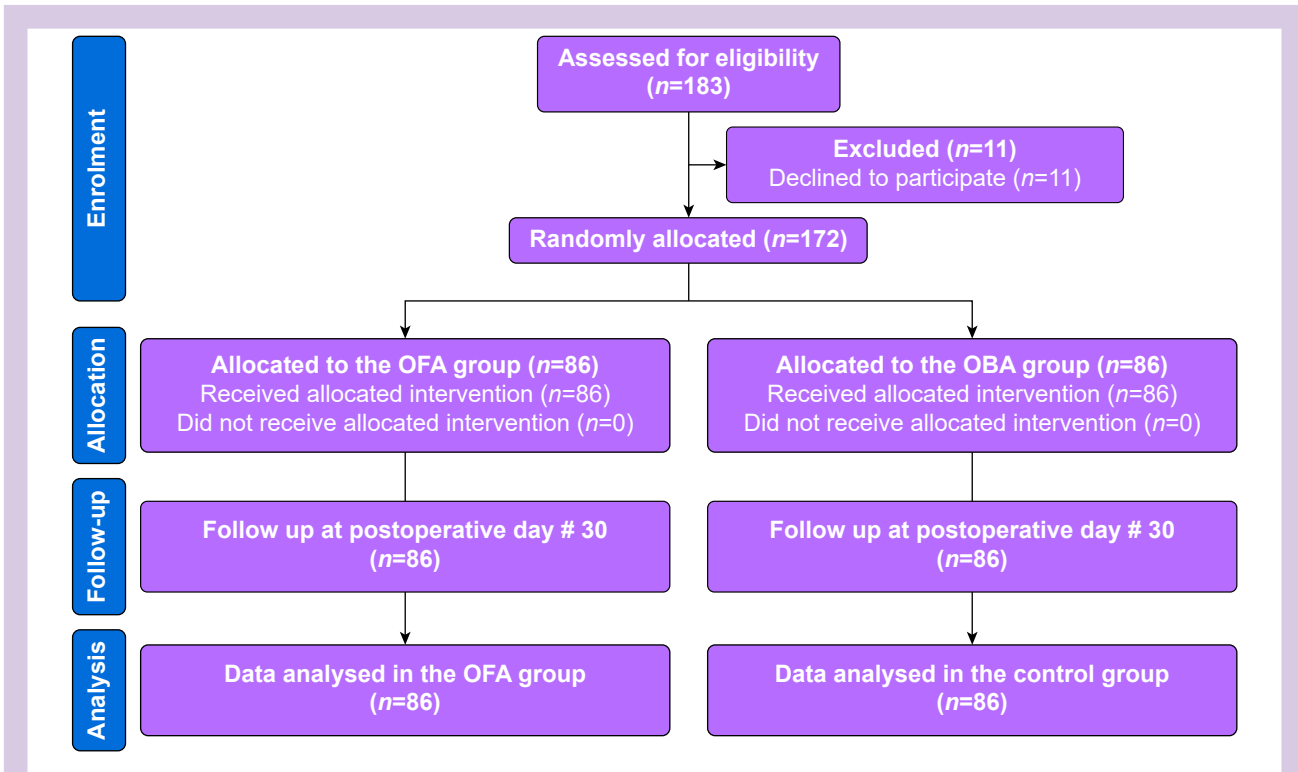 Enrolment
Assessed for eligibility
(n=183)
Excluded (n=11)
Declined to participate (n=11)
Randomly allocated (n=172)
Allocation
Allocated to the OFA group (n=86)
Received allocated intervention (n=86)
Did not receive allocated intervention (n=0)
Allocated to the OBA group (n=86)
Received allocated intervention (n=86)
Did not receive allocated intervention (n=0)
Follow-up
Follow up at postoperative day # 30
(n=86)
Follow up at postoperative day # 30
(n=86)
Analysis
Data analysed in the OFA group
(n=86)
Data analysed in the control group
(n=86)